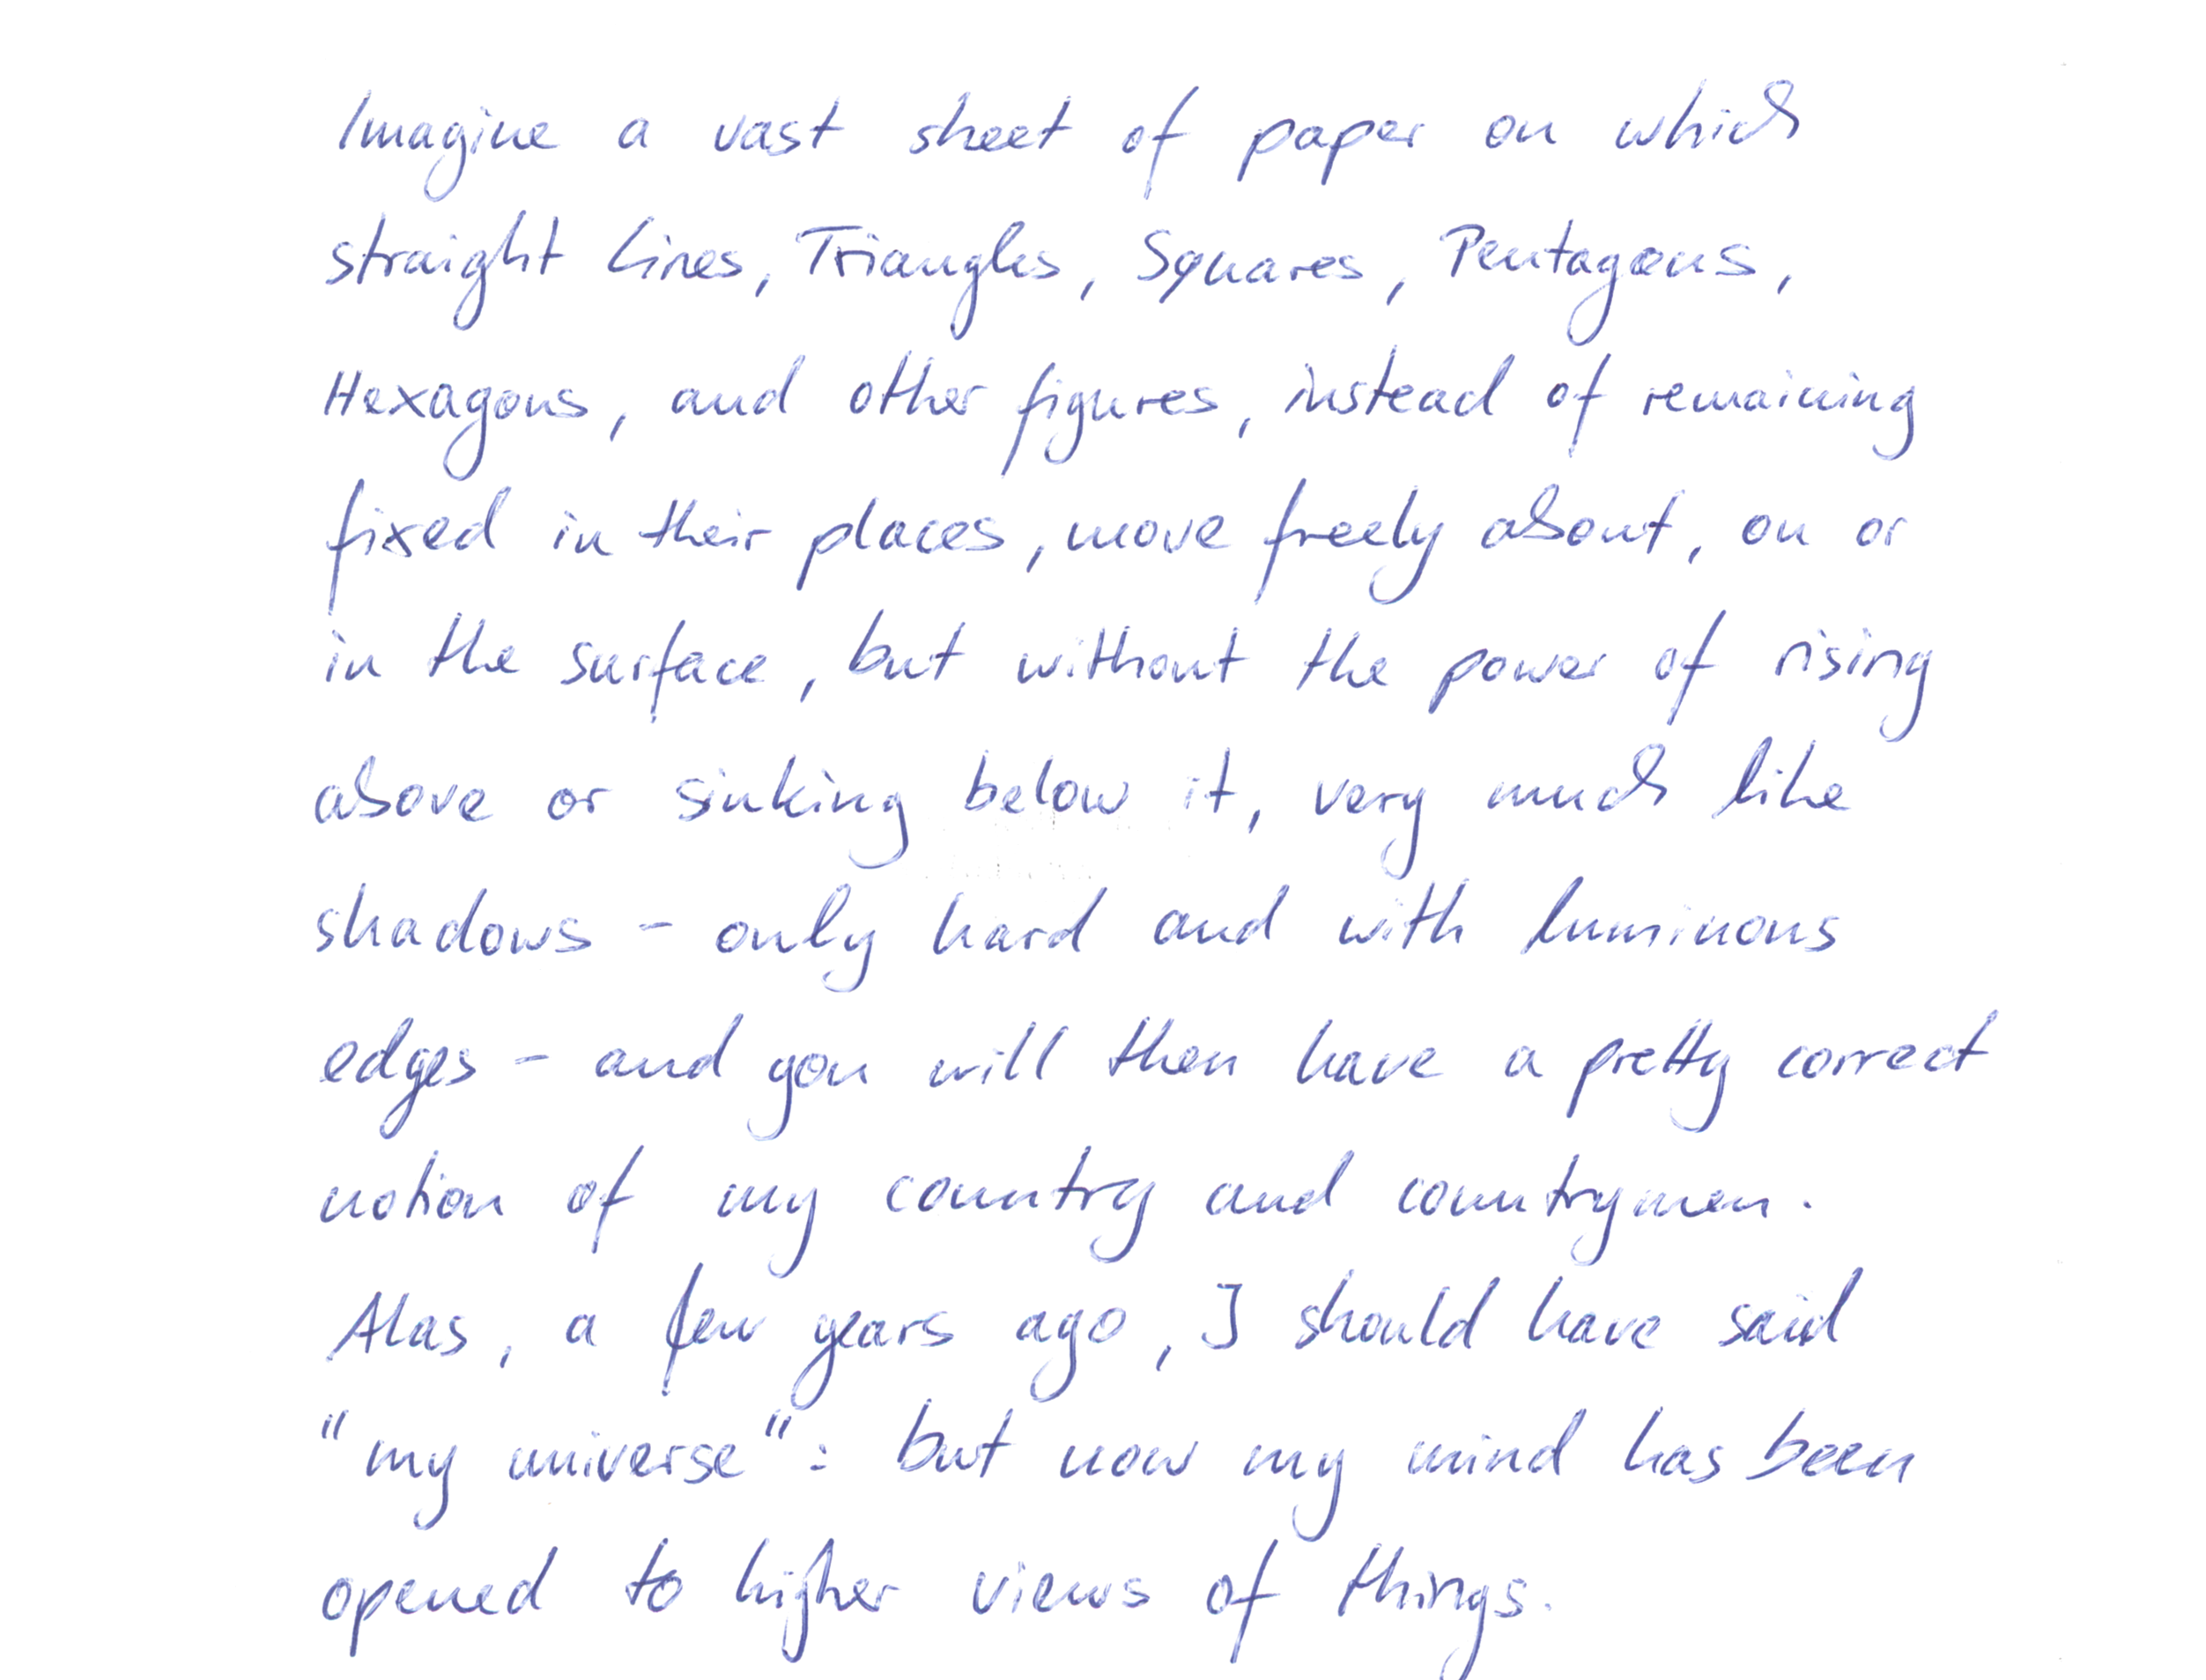 Imagine a vast sheet of paper on which
straight Lines, Triangles, Squares, Pentagons,
Hexagons, and other figures, instead of remaining
fixed in their places, move freely about, on or
in the surface, but without the power of rising
above or sinking below it, very much like
shadows - only hard and with luminous
edges - and you will then have a pretty correct
notion of my country and countrymen.
Alas, a few years ago, I should have said
"my universe": but now my mind has been
opened to higher views of things.